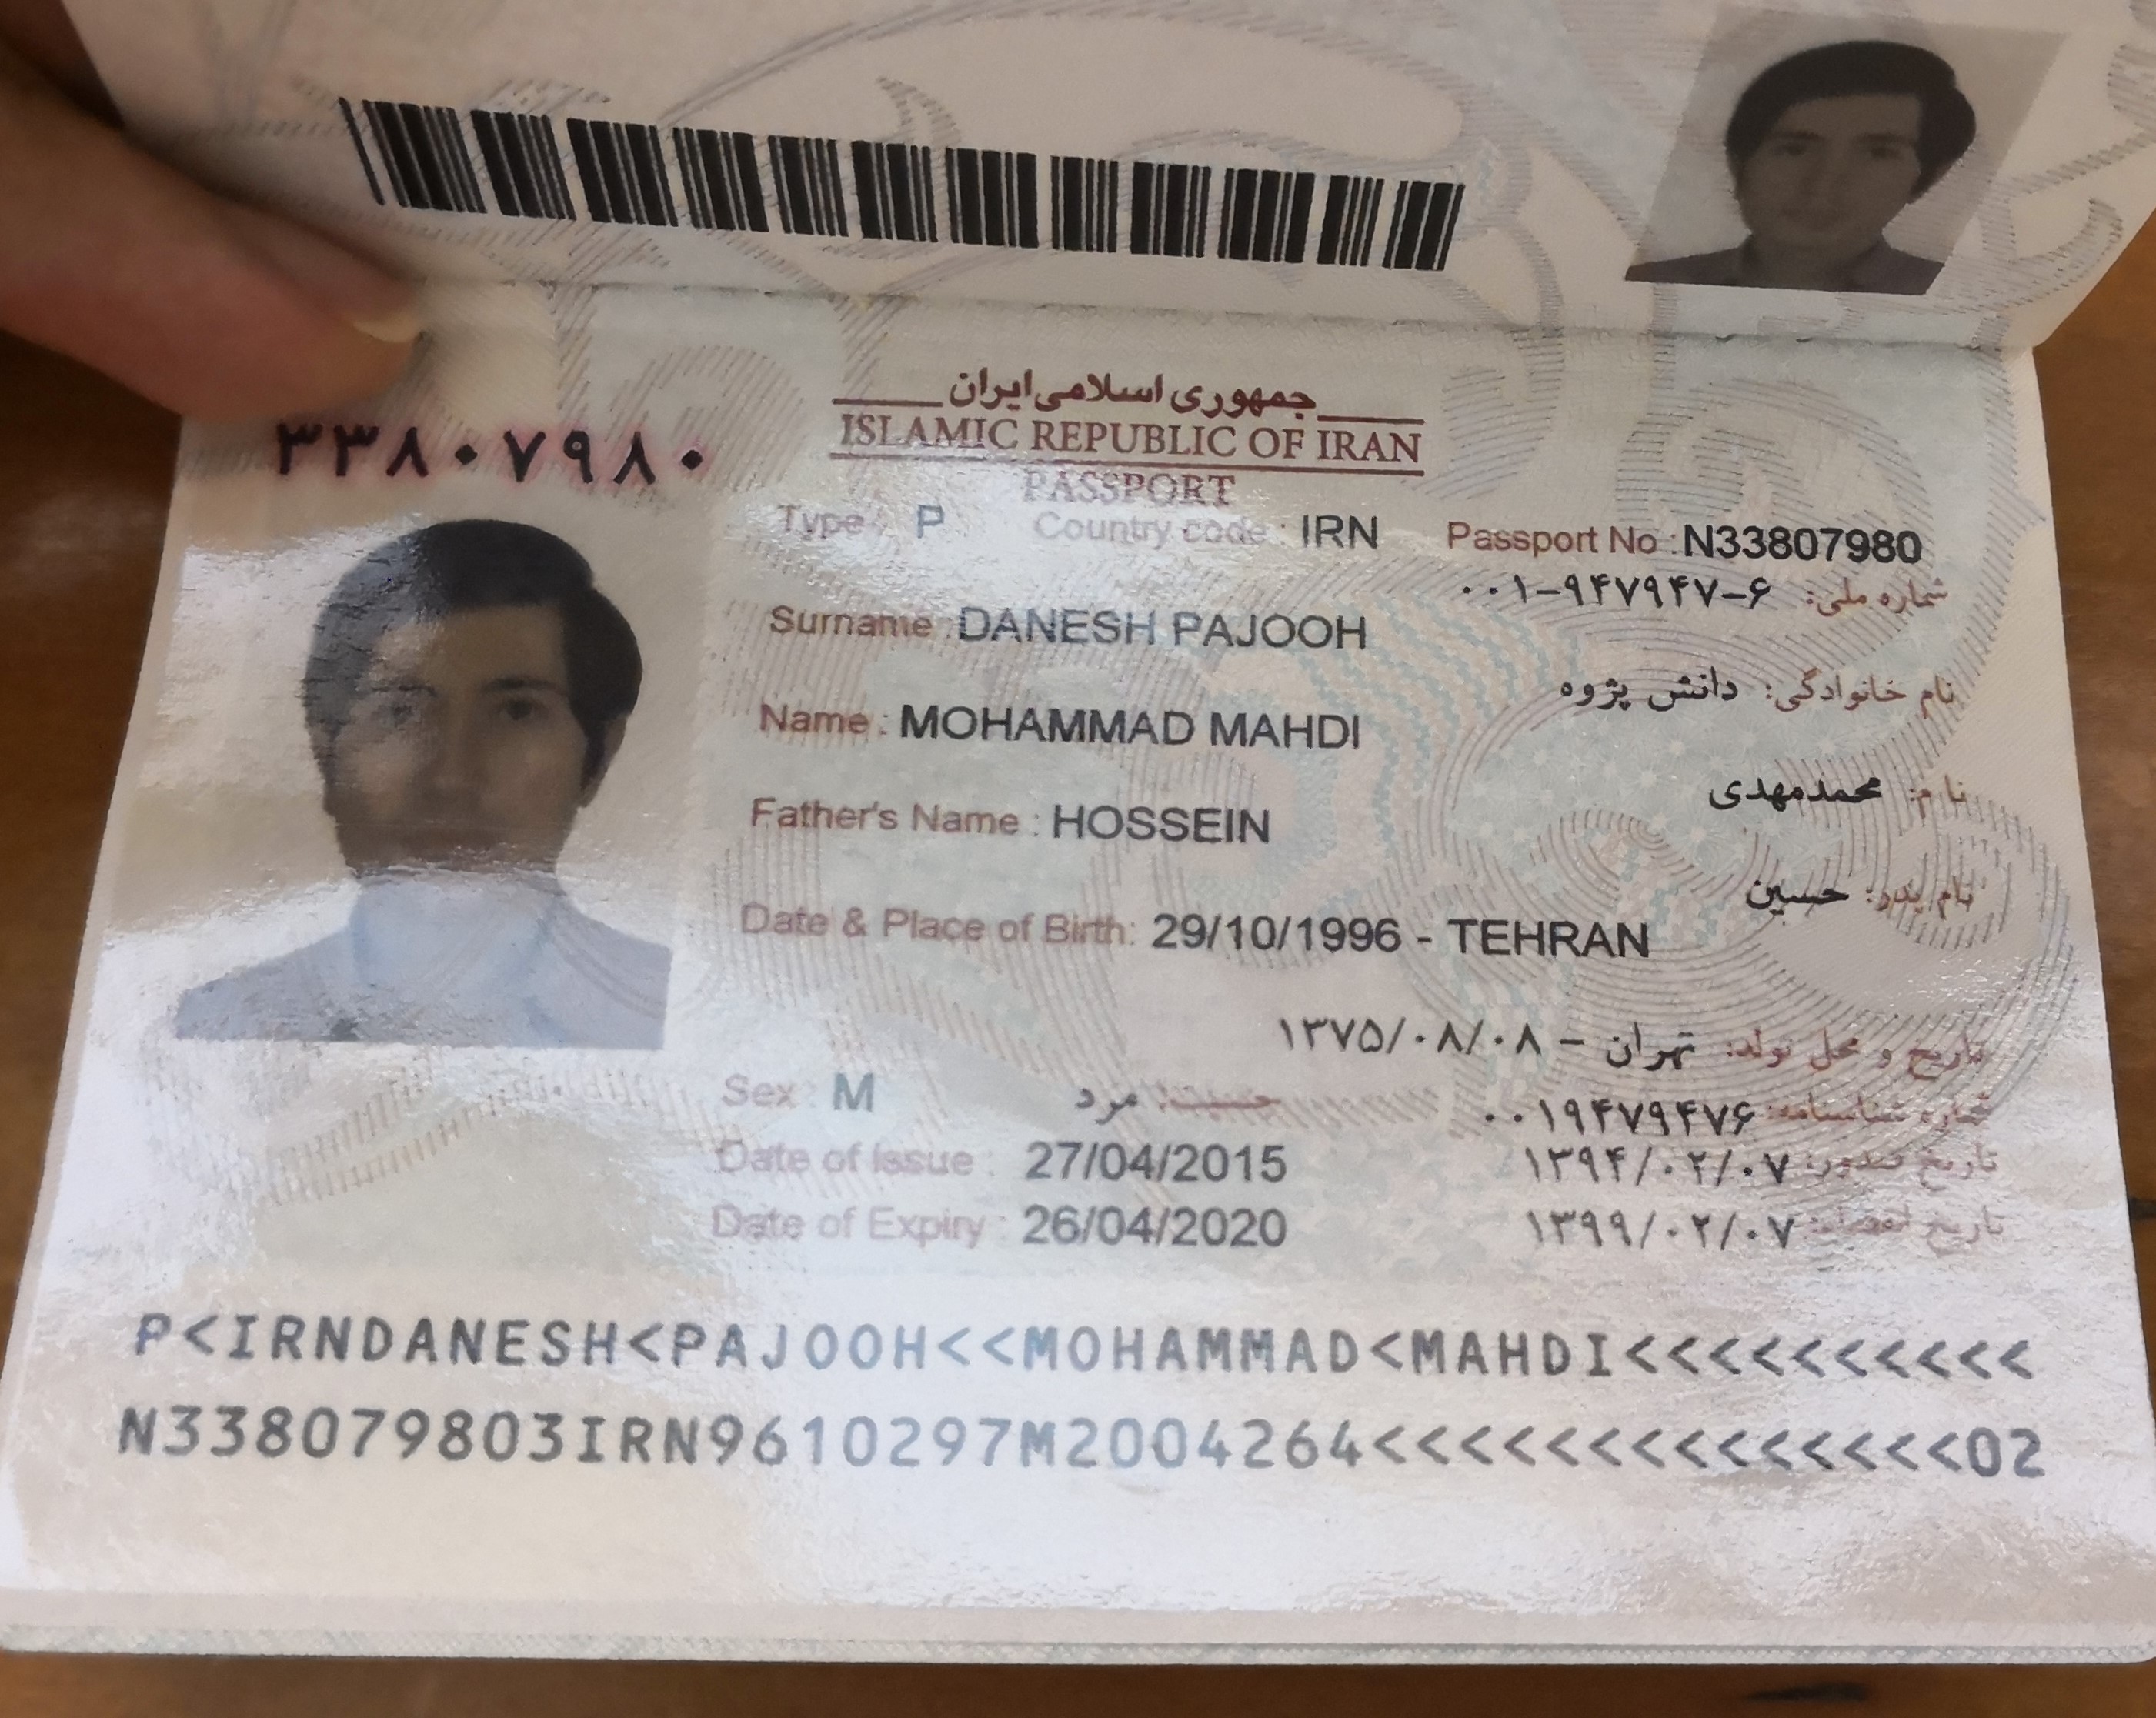 جمهوری اسلامی ایران
ISLAMIC REPUBLIC OF IRAN
PASSPORT
۳۳۸۰۷۹۸۰
Type : P Country code : IRN Passport No : N33807980
شماره ملی: ۰۰۱-۹۴۷۹۴۷-۶
Surname : DANESH PAJOOH
نام خانوادگی: دانش پژوه
Name : MOHAMMAD MAHDI
نام: محمدمهدی
Father's Name : HOSSEIN
نام پدر: حسین
Date & Place of Birth: 29/10/1996 - TEHRAN
تاریخ و محل تولد: تهران - ۱۳۷۵/۰۸/۰۸
Sex : M جنسیت: مرد
شماره شناسنامه: ۰۰۱۹۴۷۹۴۷۶
Date of Issue : 27/04/2015
تاریخ صدور: ۱۳۹۴/۰۲/۰۷
Date of Expiry : 26/04/2020
تاریخ انقضاء: ۱۳۹۹/۰۲/۰۷
P<IRNDANESH<PAJOOH<<MOHAMMAD<MAHDI<<<<<<<<<<
N338079803IRN9610297M2004264<<<<<<<<<<<<<<02